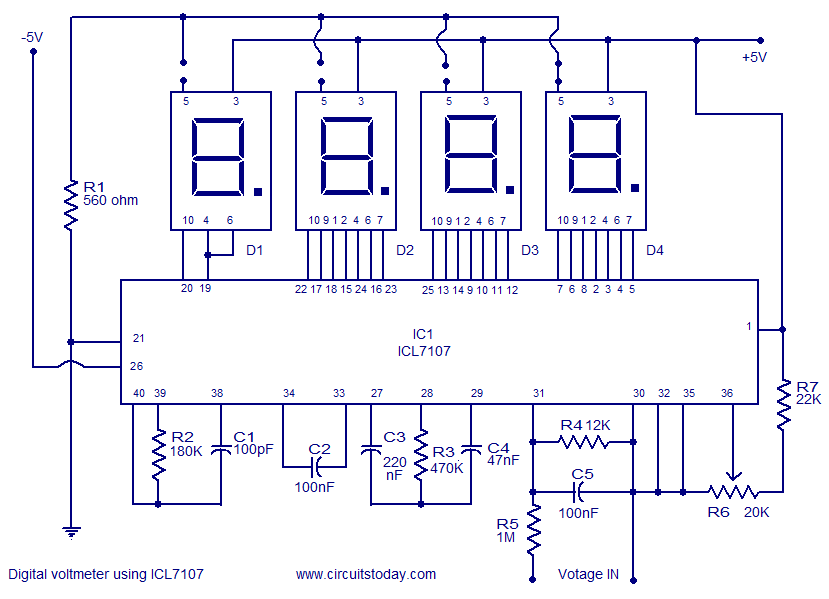 -5V
+5V
5 3 5 3 5 3 5 3
R1
560 ohm
10 4 6 10 9 1 2 4 6 7 10 9 1 2 4 6 7 10 9 1 2 4 6 7
D1 D2 D3 D4
20 19 22 17 18 15 24 16 23 25 13 14 9 10 11 12 7 6 8 2 3 4 5
1
21
IC1
ICL7107
26
40 39 38 34 33 27 28 29 31 30 32 35 36
R7
22K
R2
180K
C1
100pF
C2
100nF
C3
220
nF
R3
470K
C4
47nF
R4 12K
C5
100nF
R6 20K
R5
1M
Digital voltmeter using ICL7107
www.circuitstoday.com
Votage IN